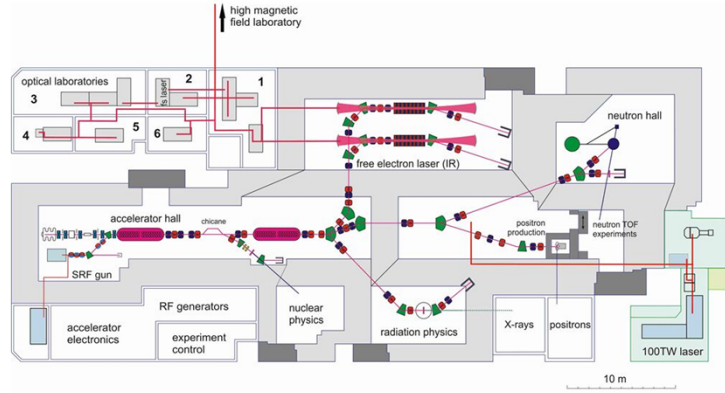 high magnetic
field laboratory
optical laboratories
fs laser
1
2
3
4
5
6
free electron laser (IR)
neutron hall
neutron TOF
experiments
accelerator hall
chicane
SRF gun
positron
production
nuclear
physics
radiation physics
RF generators
accelerator
electronics
experiment
control
X-rays
positrons
100TW laser
10 m